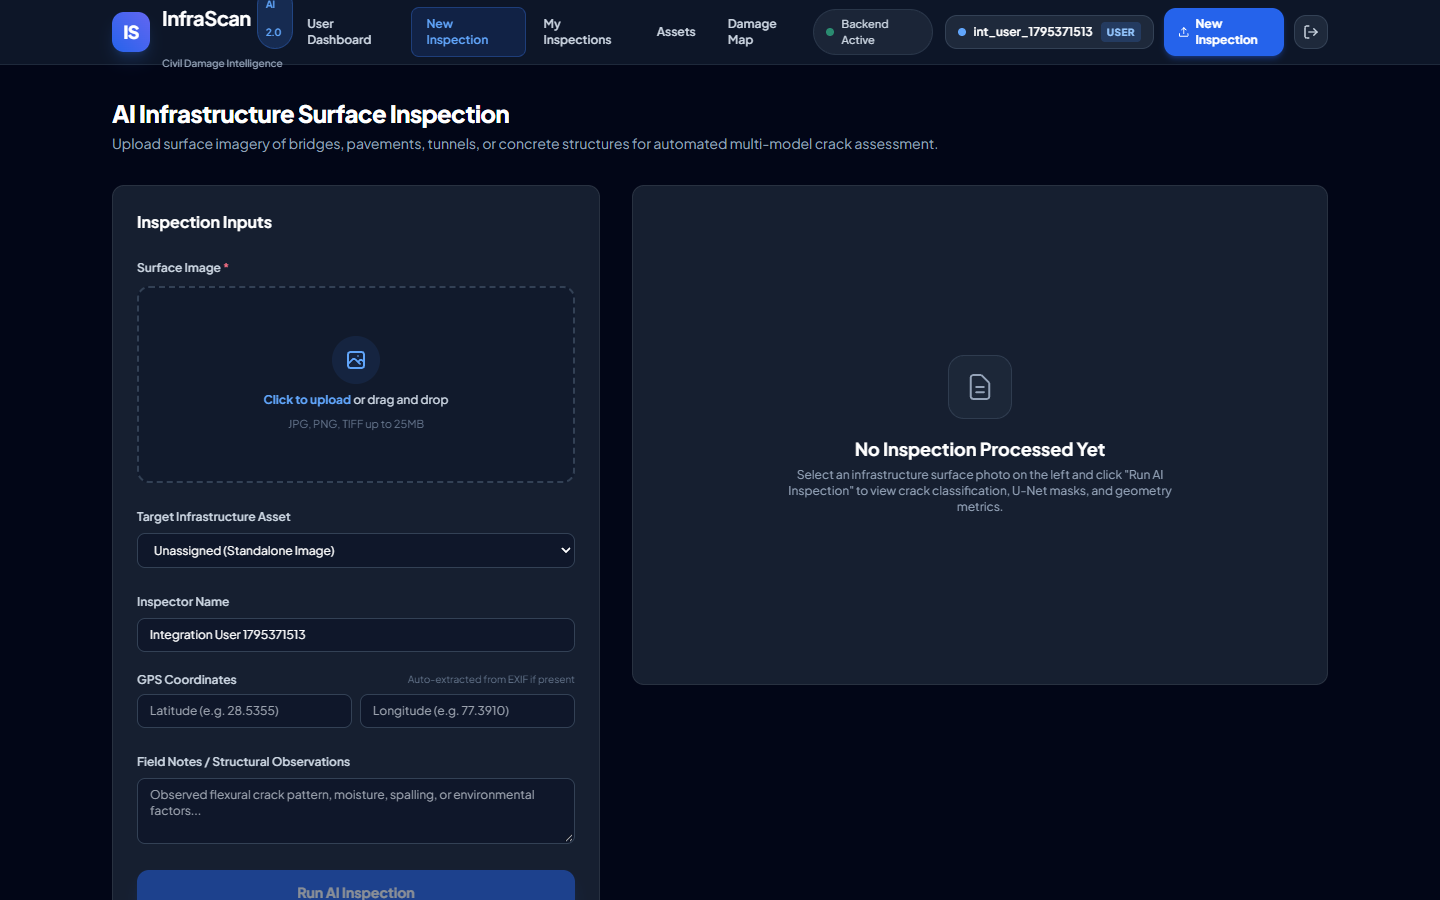 IS
InfraScan
AI
2.0
Civil Damage Intelligence
User
Dashboard
New
Inspection
My
Inspections
Assets
Damage
Map
Backend
Active
int_user_1795371513
USER
New
Inspection
AI Infrastructure Surface Inspection
Upload surface imagery of bridges, pavements, tunnels, or concrete structures for automated multi-model crack assessment.
Inspection Inputs
Surface Image *
Click to upload or drag and drop
JPG, PNG, TIFF up to 25MB
Target Infrastructure Asset
Unassigned (Standalone Image)
Inspector Name
Integration User 1795371513
GPS Coordinates
Auto-extracted from EXIF if present
Latitude (e.g. 28.5355)
Longitude (e.g. 77.3910)
Field Notes / Structural Observations
Observed flexural crack pattern, moisture, spalling, or environmental
factors...
Run AI Inspection
No Inspection Processed Yet
Select an infrastructure surface photo on the left and click "Run AI
Inspection" to view crack classification, U-Net masks, and geometry
metrics.